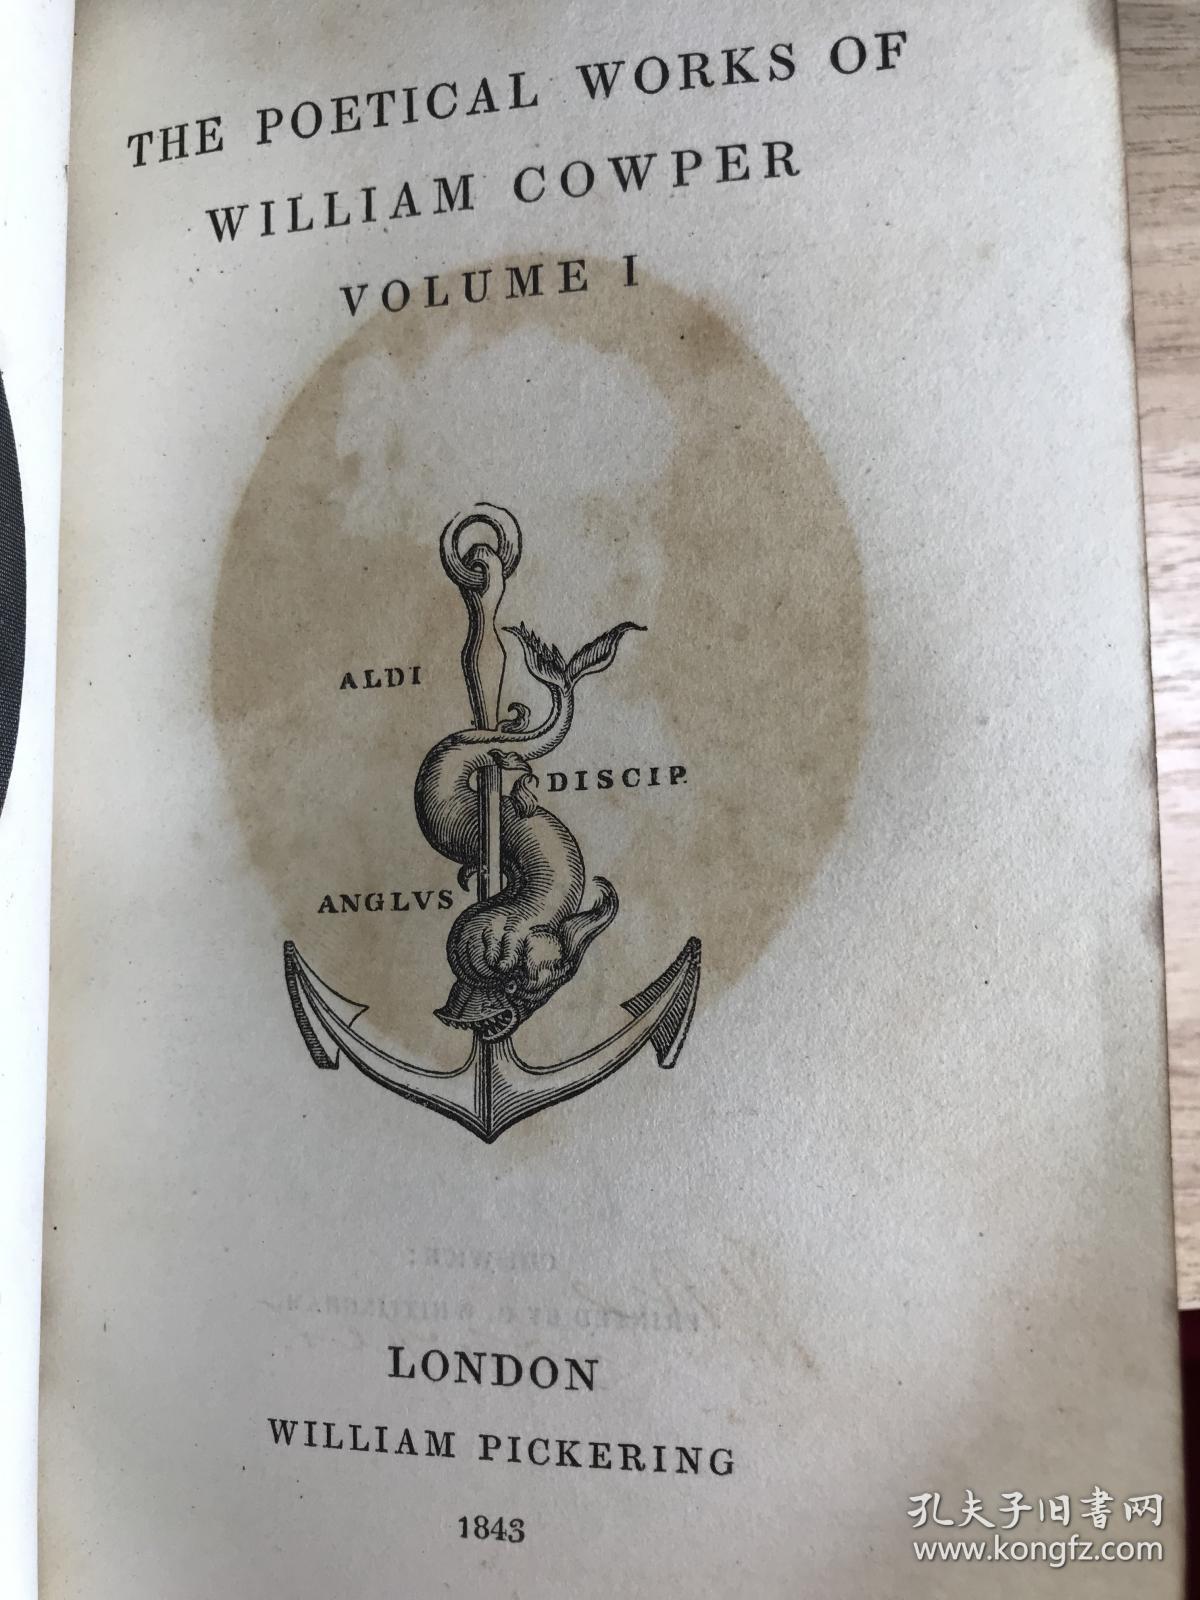 THE POETICAL WORKS OF
WILLIAM COWPER
VOLUME I
ALDI
DISCIP.
ANGLVS
LONDON
WILLIAM PICKERING
1843
孔夫子旧书网
www.kongfz.com